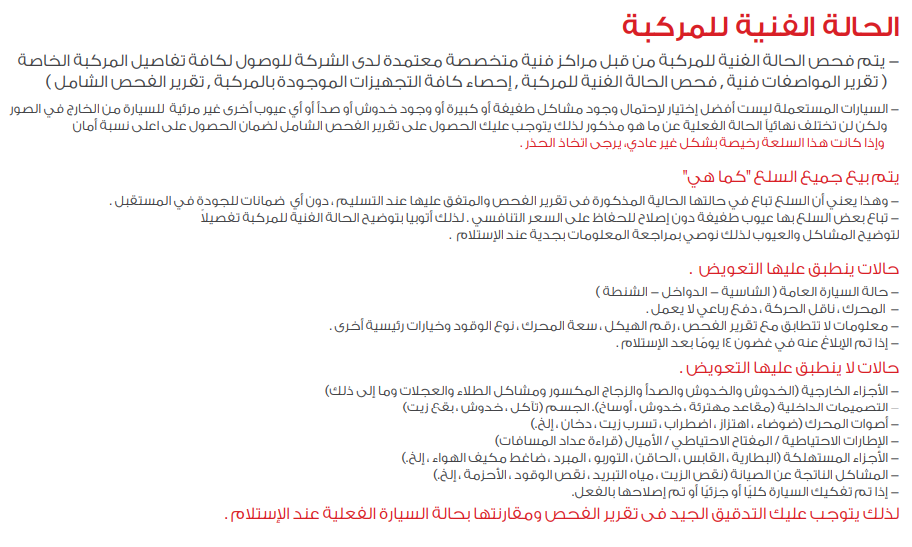 الحالة الفنية للمركبة
– يتم فحص الحالة الفنية للمركبة من قبل مراكز فنية متخصصة معتمدة لدى الشركة للوصول لكافة تفاصيل المركبة الخاصة
( تقرير المواصفات فنية , فحص الحالة الفنية للمركبة , إحصاء كافة التجهيزات الموجودة بالمركبة , تقرير الفحص الشامل )
– السيارات المستعملة ليست أفضل إختيار لإحتمال وجود مشاكل طفيفة أو كبيرة أو وجود خدوش أو صدأ أو أي عيوب أخرى غير مرئية للسيارة من الخارج في الصور
ولكن لن تختلف نهائياً الحالة الفعلية عن ما هو مذكور لذلك يتوجب عليك الحصول على تقرير الفحص الشامل لضمان الحصول على اعلى نسبة أمان
وإذا كانت هذا السلعة رخيصة بشكل غير عادي، يرجى اتخاذ الحذر .
يتم بيع جميع السلع "كما هي"
– وهذا يعني أن السلع تباع في حالتها الحالية المذكورة فى تقرير الفحص والمتفق عليها عند التسليم ، دون أي ضمانات للجودة في المستقبل .
– تباع بعض السلع بها عيوب طفيفة دون إصلاح للحفاظ على السعر التنافسي . لذلك أتوبيا بتوضيح الحالة الفنية للمركبة تفصيلاً
لتوضيح المشاكل والعيوب لذلك نوصي بمراجعة المعلومات بجدية عند الإستلام .
حالات ينطبق عليها التعويض .
– حالة السيارة العامة ( الشاسية – الدواخل – الشنطة )
– المحرك ، ناقل الحركة ، دفع رباعي لا يعمل .
– معلومات لا تتطابق مع تقرير الفحص ، رقم الهيكل ، سعة المحرك ، نوع الوقود وخيارات رئيسية أخرى .
– إذا تم الإبلاغ عنه في غضون ١٤ يومًا بعد الإستلام .
حالات لا ينطبق عليها التعويض .
– الأجزاء الخارجية (الخدوش والخدوش والصدأ والزجاج المكسور ومشاكل الطلاء والعجلات وما إلى ذلك)
– التصميمات الداخلية (مقاعد مهترئة ، خدوش ، أوساخ). الجسم (تآكل ، خدوش ، بقع زيت)
– أصوات المحرك (ضوضاء ، اهتزاز ، اضطراب ، تسرب زيت ، دخان ، إلخ.)
– الإطارات الاحتياطية / المفتاح الاحتياطي / الأميال (قراءة عداد المسافات)
– الأجزاء المستهلكة (البطارية ، القابس ، الحاقن ، التوربو ، المبرد ، ضاغط مكيف الهواء ، إلخ.)
– المشاكل الناتجة عن الصيانة (نقص الزيت ، مياه التبريد ، نقص الوقود ، الأحزمة ، إلخ.)
– إذا تم تفكيك السيارة كليًا أو جزئيًا أو تم إصلاحها بالفعل.
لذلك يتوجب عليك التدقيق الجيد فى تقرير الفحص ومقارنتها بحالة السيارة الفعلية عند الإستلام .